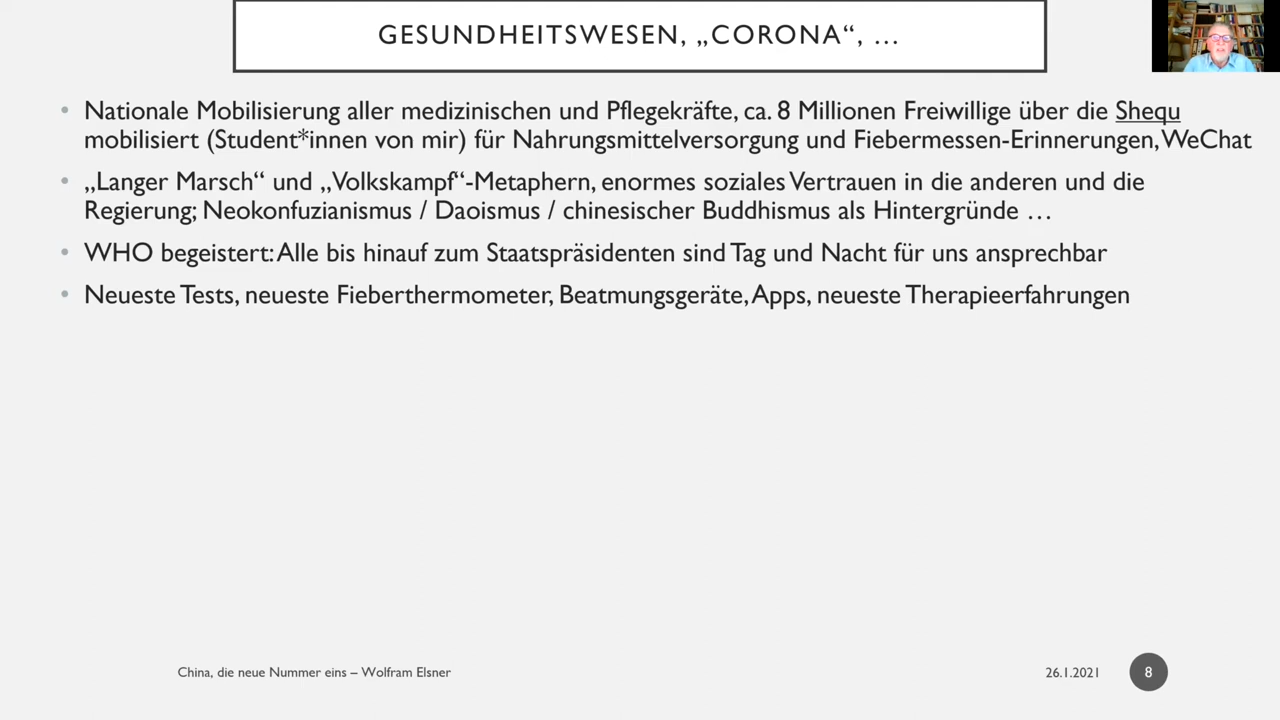 GESUNDHEITSWESEN, „CORONA“, …
• Nationale Mobilisierung aller medizinischen und Pflegekräfte, ca. 8 Millionen Freiwillige über die Shequ
mobilisiert (Student*innen von mir) für Nahrungsmittelversorgung und Fiebermessen-Erinnerungen, WeChat
• „Langer Marsch“ und „Volkskampf“-Metaphern, enormes soziales Vertrauen in die anderen und die
Regierung; Neokonfuzianismus / Daoismus / chinesischer Buddhismus als Hintergründe …
• WHO begeistert: Alle bis hinauf zum Staatspräsidenten sind Tag und Nacht für uns ansprechbar
• Neueste Tests, neueste Fieberthermometer, Beatmungsgeräte, Apps, neueste Therapieerfahrungen
China, die neue Nummer eins – Wolfram Elsner
26.1.2021
8